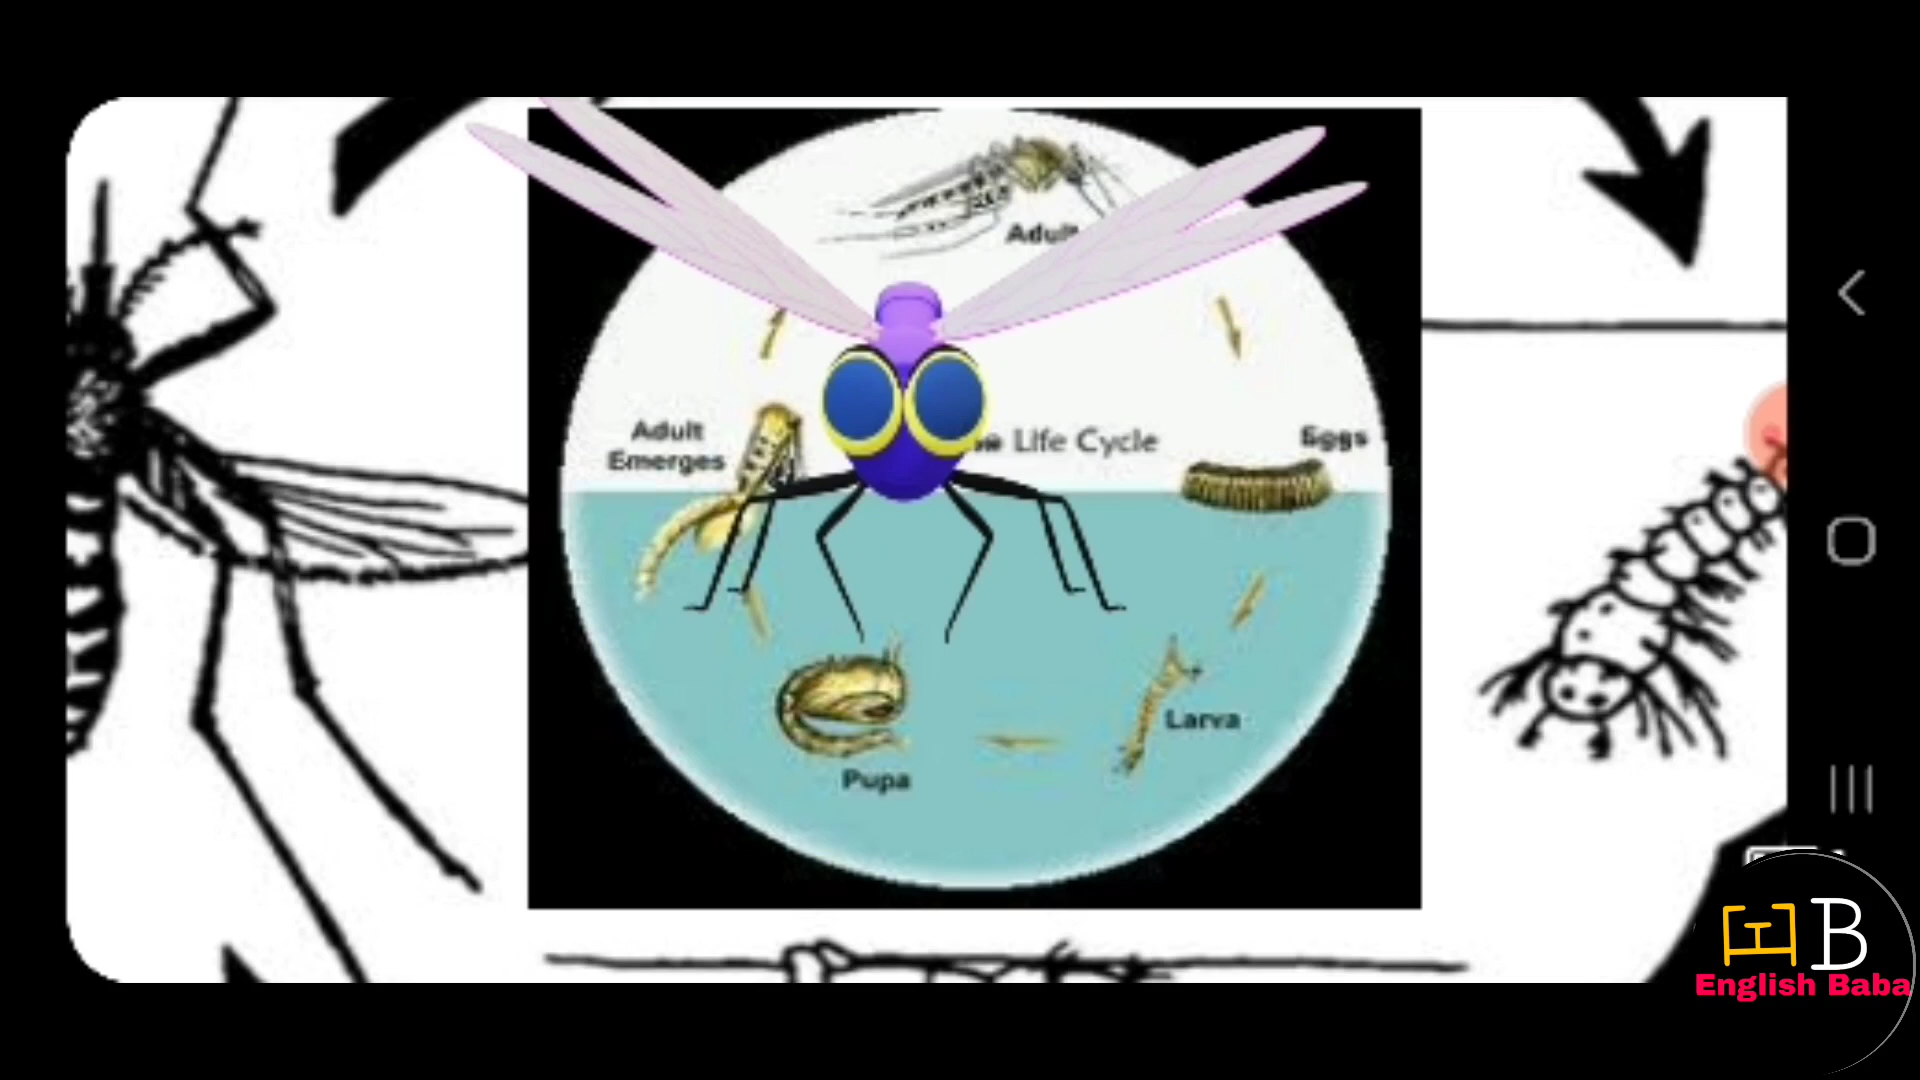 Adult
Adult
Emerges
Life Cycle
Eggs
Larva
Pupa
B
English Baba